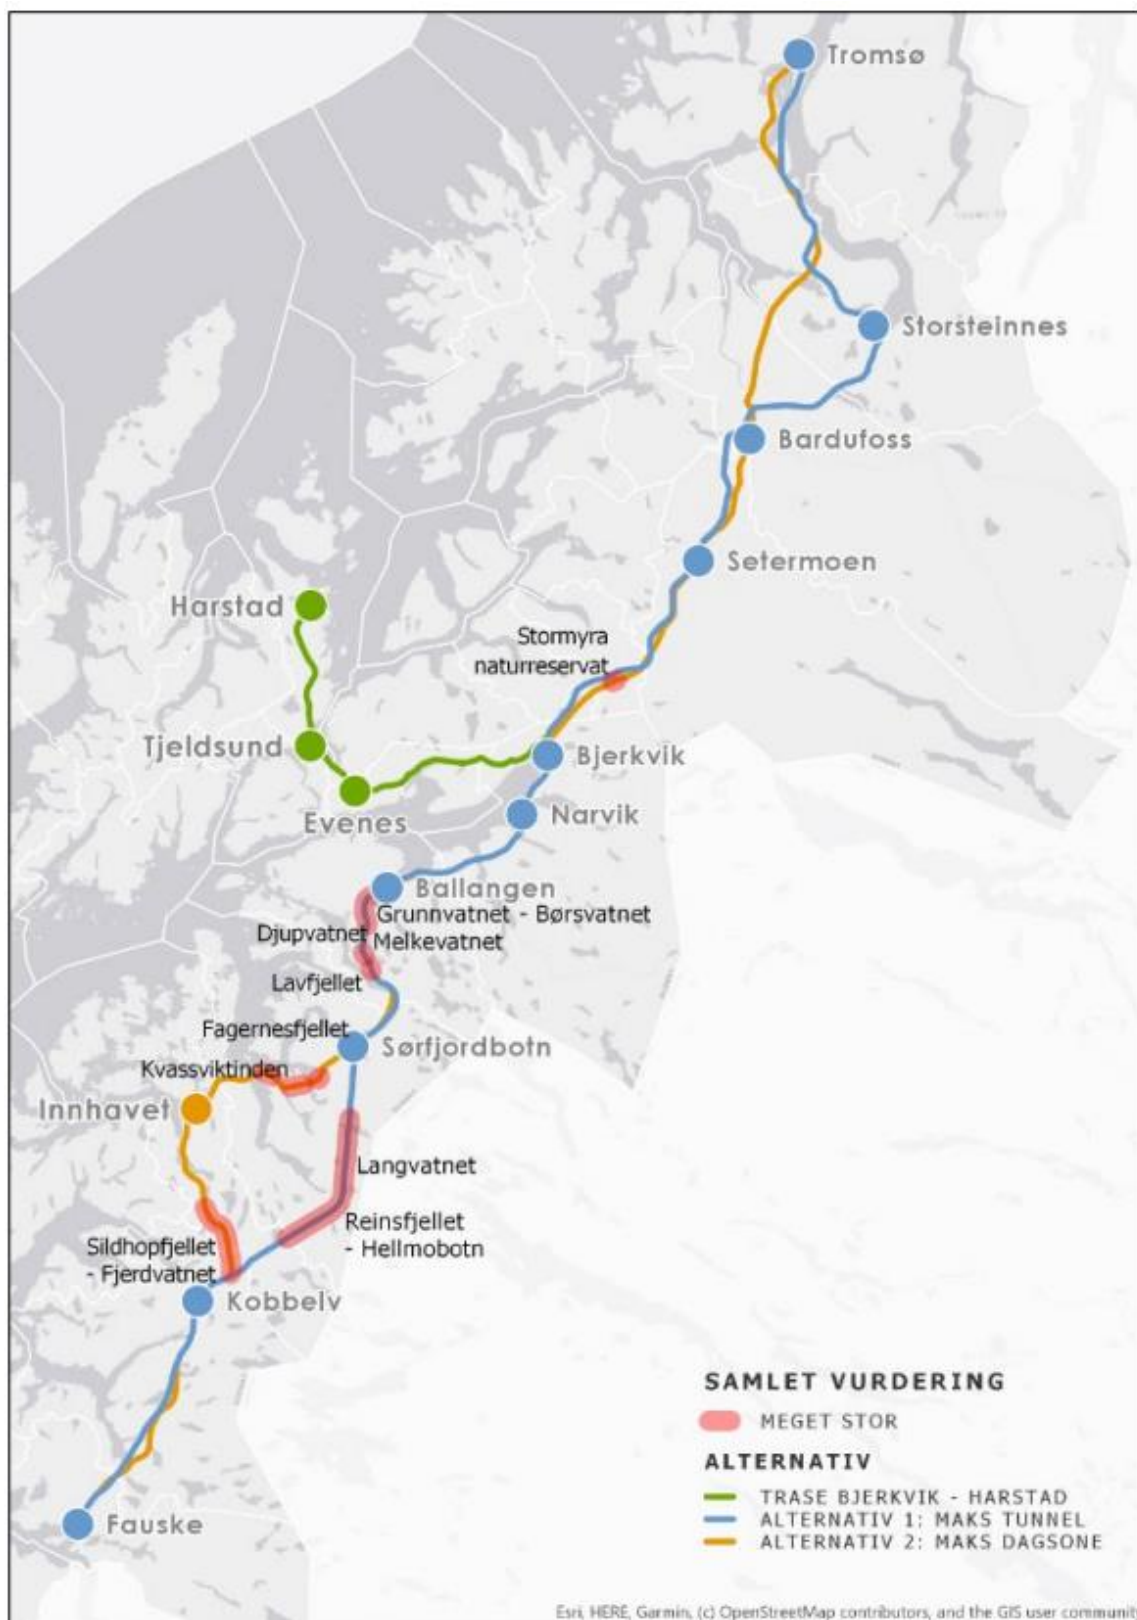 Tromsø
Storsteinnes
Bardufoss
Setermoen
Harstad
Stormyra
naturreservat
Tjeldsund
Bjerkvik
Evenes
Narvik
Ballangen
Grunnvatnet - Børsvatnet
Djupvatnet
Melkevatnet
Lavfjellet
Fagernesfjellet
Sørfjordbotn
Kvassviktinden
Innhavet
Langvatnet
Reinsfjellet
- Hellmobotn
Sildhopfjellet
- Fjerdvatnet
Kobbelv
Fauske
SAMLET VURDERING
MEGET STOR
ALTERNATIV
TRASE BJERKVIK - HARSTAD
ALTERNATIV 1: MAKS TUNNEL
ALTERNATIV 2: MAKS DAGSONE
Esri, HERE, Garmin, (c) OpenStreetMap contributors, and the GIS user communit